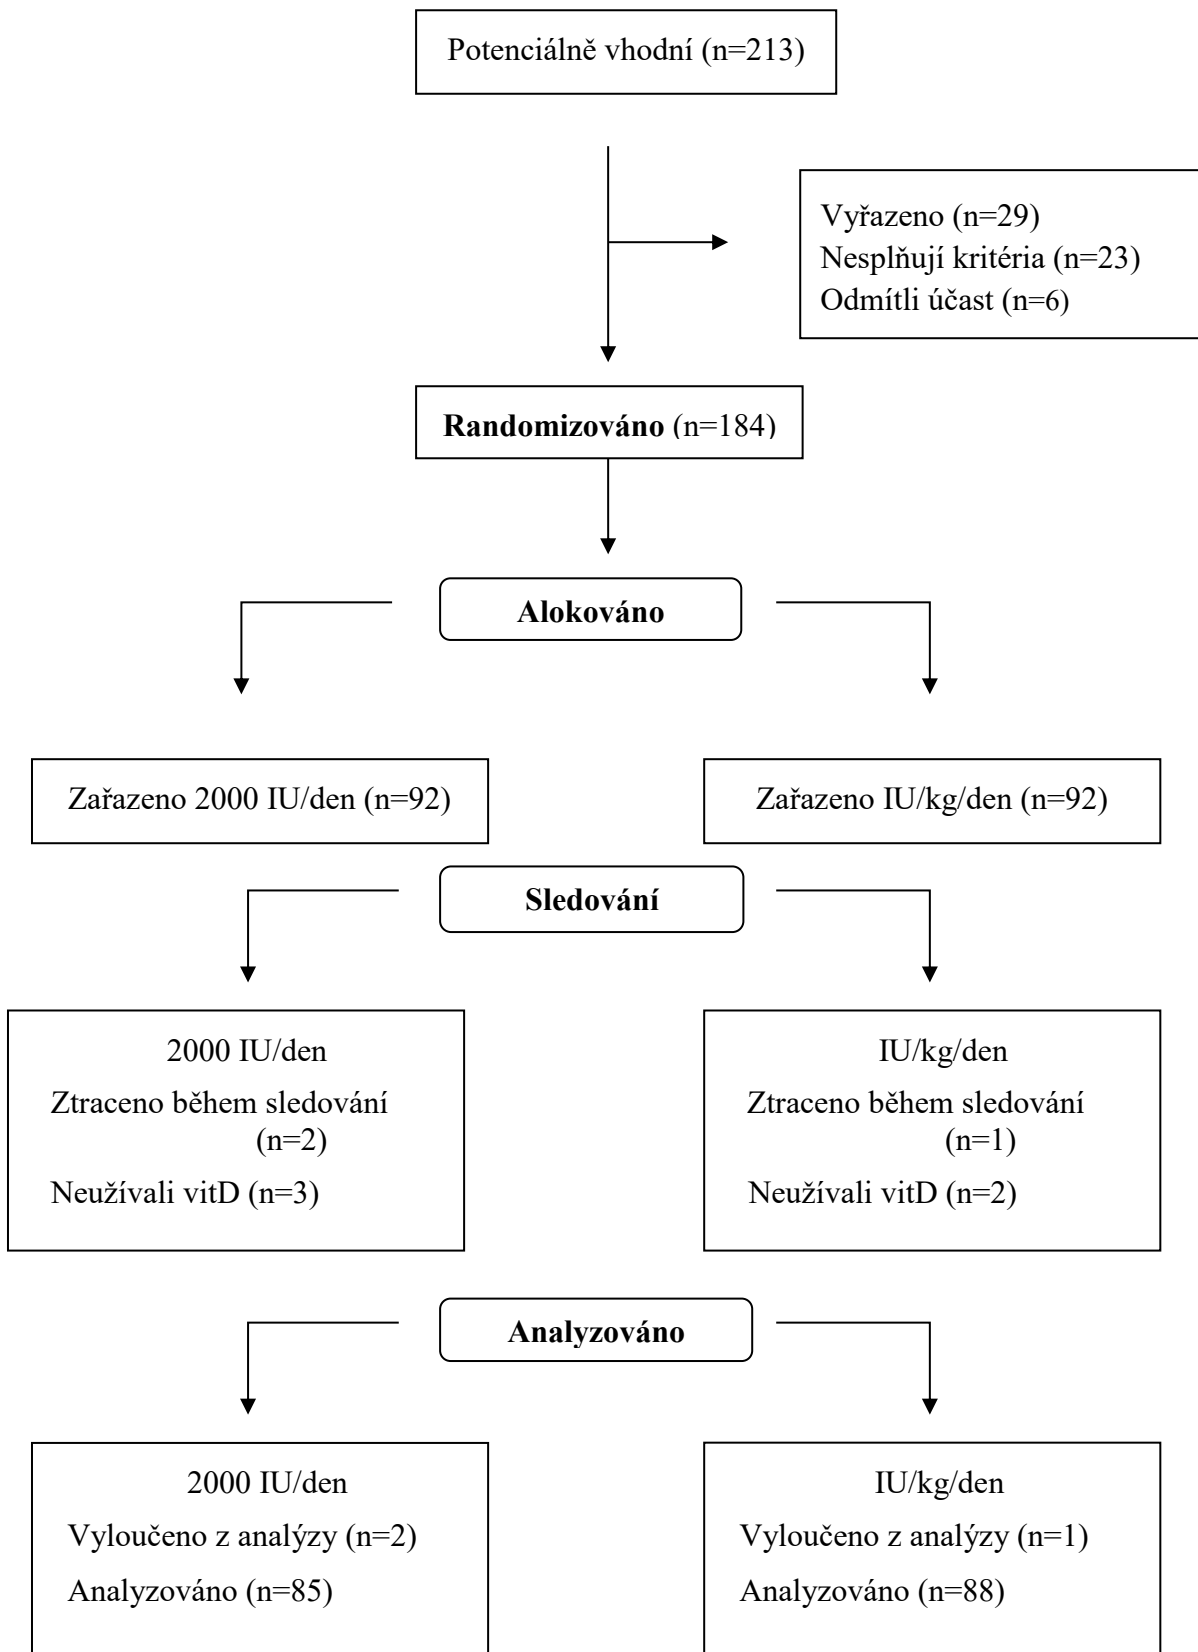 Potenciálně vhodní (n=213)
Vyřazeno (n=29)
Nesplňují kritéria (n=23)
Odmítli účast (n=6)
Randomizováno (n=184)
Alokováno
Zařazeno 2000 IU/den (n=92)
Zařazeno IU/kg/den (n=92)
Sledování
2000 IU/den
Ztraceno během sledování
(n=2)
Neužívali vitD (n=3)
IU/kg/den
Ztraceno během sledování
(n=1)
Neužívali vitD (n=2)
Analyzováno
2000 IU/den
Vyloučeno z analýzy (n=2)
Analyzováno (n=85)
IU/kg/den
Vyloučeno z analýzy (n=1)
Analyzováno (n=88)